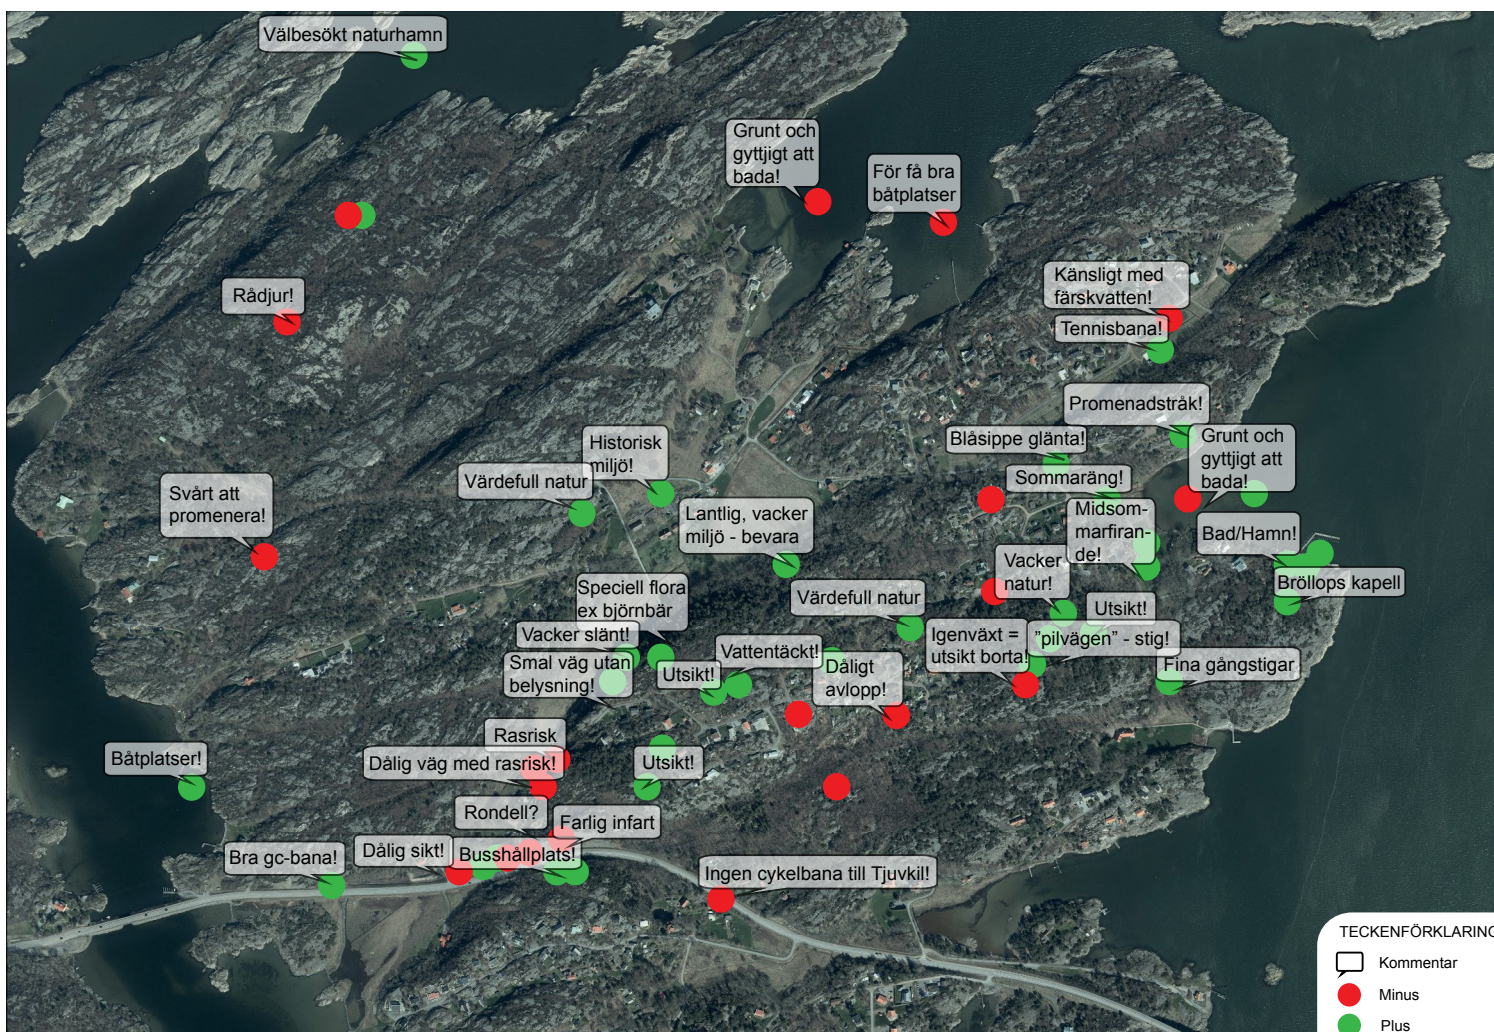 Välbesökt naturhamn
Grunt och
gyttjigt att
bada!
För få bra
båtplatser
Rådjur!
Känsligt med
färskvatten!
Tennisbana!
Promenadstråk!
Historisk
miljö!
Värdefull natur
Blåsippe glänta!
Grunt och
gyttjigt att
bada!
Svårt att
promenera!
Sommaräng!
Lantlig, vacker
miljö - bevara
Midsom-
marfiran-
de!
Bad/Hamn!
Vacker
natur!
Bröllops kapell
Speciell flora
ex björnbär
Värdefull natur
Utsikt!
Vacker slänt!
Igenväxt =
utsikt borta!
"pilvägen" - stig!
Smal väg utan
belysning!
Vattentäckt!
Utsikt!
Dåligt
avlopp!
Fina gångstigar
Rasrisk
Båtplatser!
Dålig väg med rasrisk!
Utsikt!
Rondell?
Farlig infart
Bra gc-bana!
Dålig sikt!
Busshållplats!
Ingen cykelbana till Tjuvkil!
TECKENFÖRKLARING
Kommentar
Minus
Plus